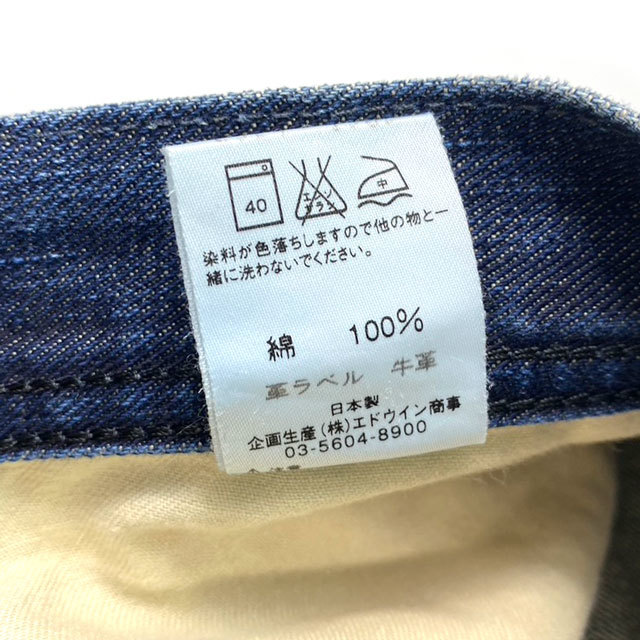 40
エンソ
サラシ
中
染料が色落ちしますので他の物と一
緒に洗わないでください。
綿 100%
革ラベル 牛革
日本製
企画生産(株)エドウイン商事
03-5604-8900